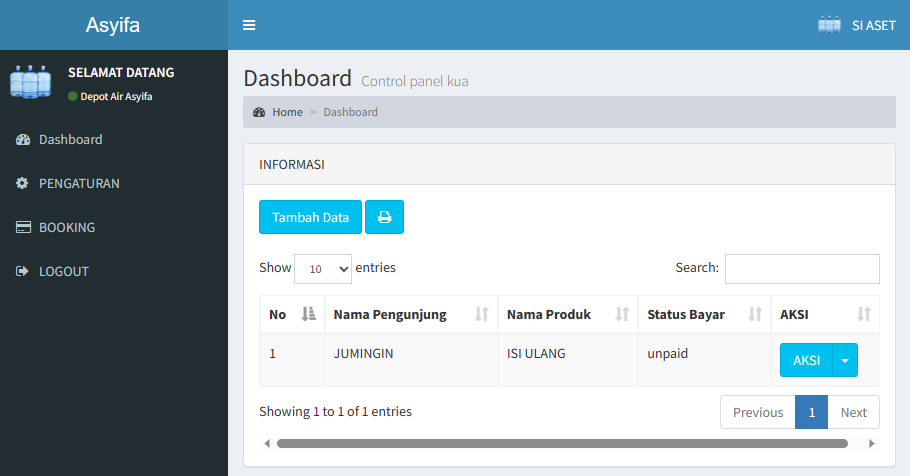 Asyifa
SI ASET
SELAMAT DATANG
Depot Air Asyifa
Dashboard
PENGATURAN
BOOKING
LOGOUT
Dashboard Control panel kua
Home > Dashboard
INFORMASI
Tambah Data
Show 10 entries Search:
No Nama Pengunjung Nama Produk Status Bayar AKSI
1 JUMINGIN ISI ULANG unpaid AKSI
Showing 1 to 1 of 1 entries Previous 1 Next